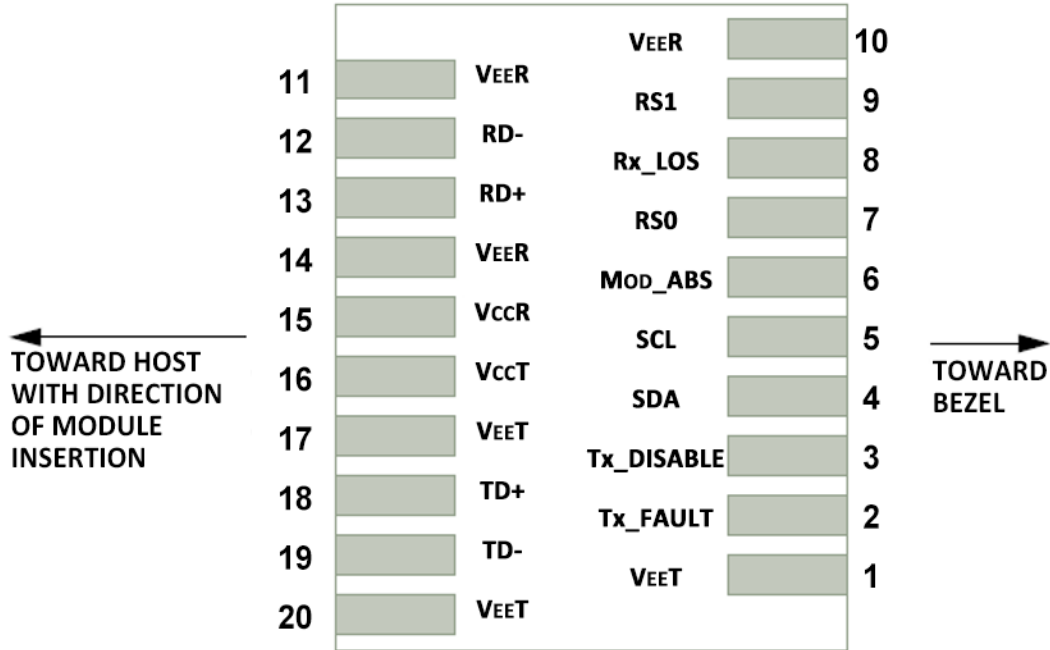 VEER 10
11 VEER
RS1 9
12 RD-
Rx_LOS 8
13 RD+
RS0 7
14 VEER
MOD_ABS 6
15 VCCR
SCL 5
16 VCCT
SDA 4
17 VEET
Tx_DISABLE 3
18 TD+
Tx_FAULT 2
19 TD-
VEET 1
20 VEET
TOWARD HOST
WITH DIRECTION
OF MODULE
INSERTION
TOWARD
BEZEL